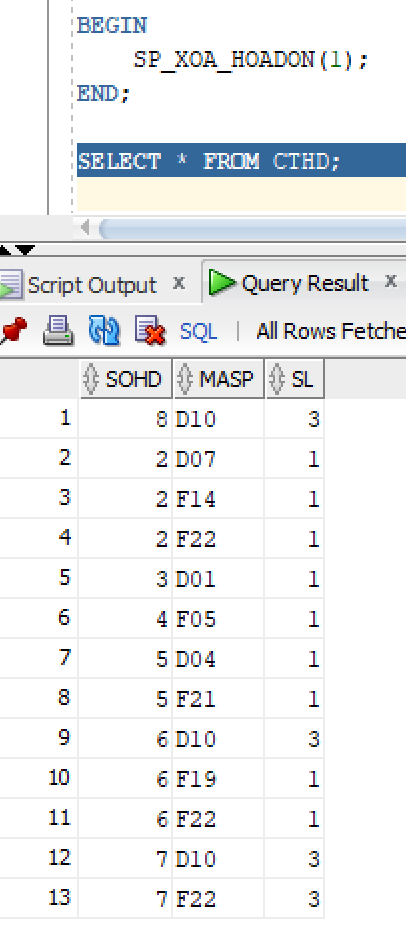 BEGIN
SP_XOA_HOADON(1);
END;
SELECT * FROM CTHD;
Script Output x Query Result x
SQL | All Rows Fetche
SOHD MASP SL
1 8 D10 3
2 2 D07 1
3 2 F14 1
4 2 F22 1
5 3 D01 1
6 4 F05 1
7 5 D04 1
8 5 F21 1
9 6 D10 3
10 6 F19 1
11 6 F22 1
12 7 D10 3
13 7 F22 3